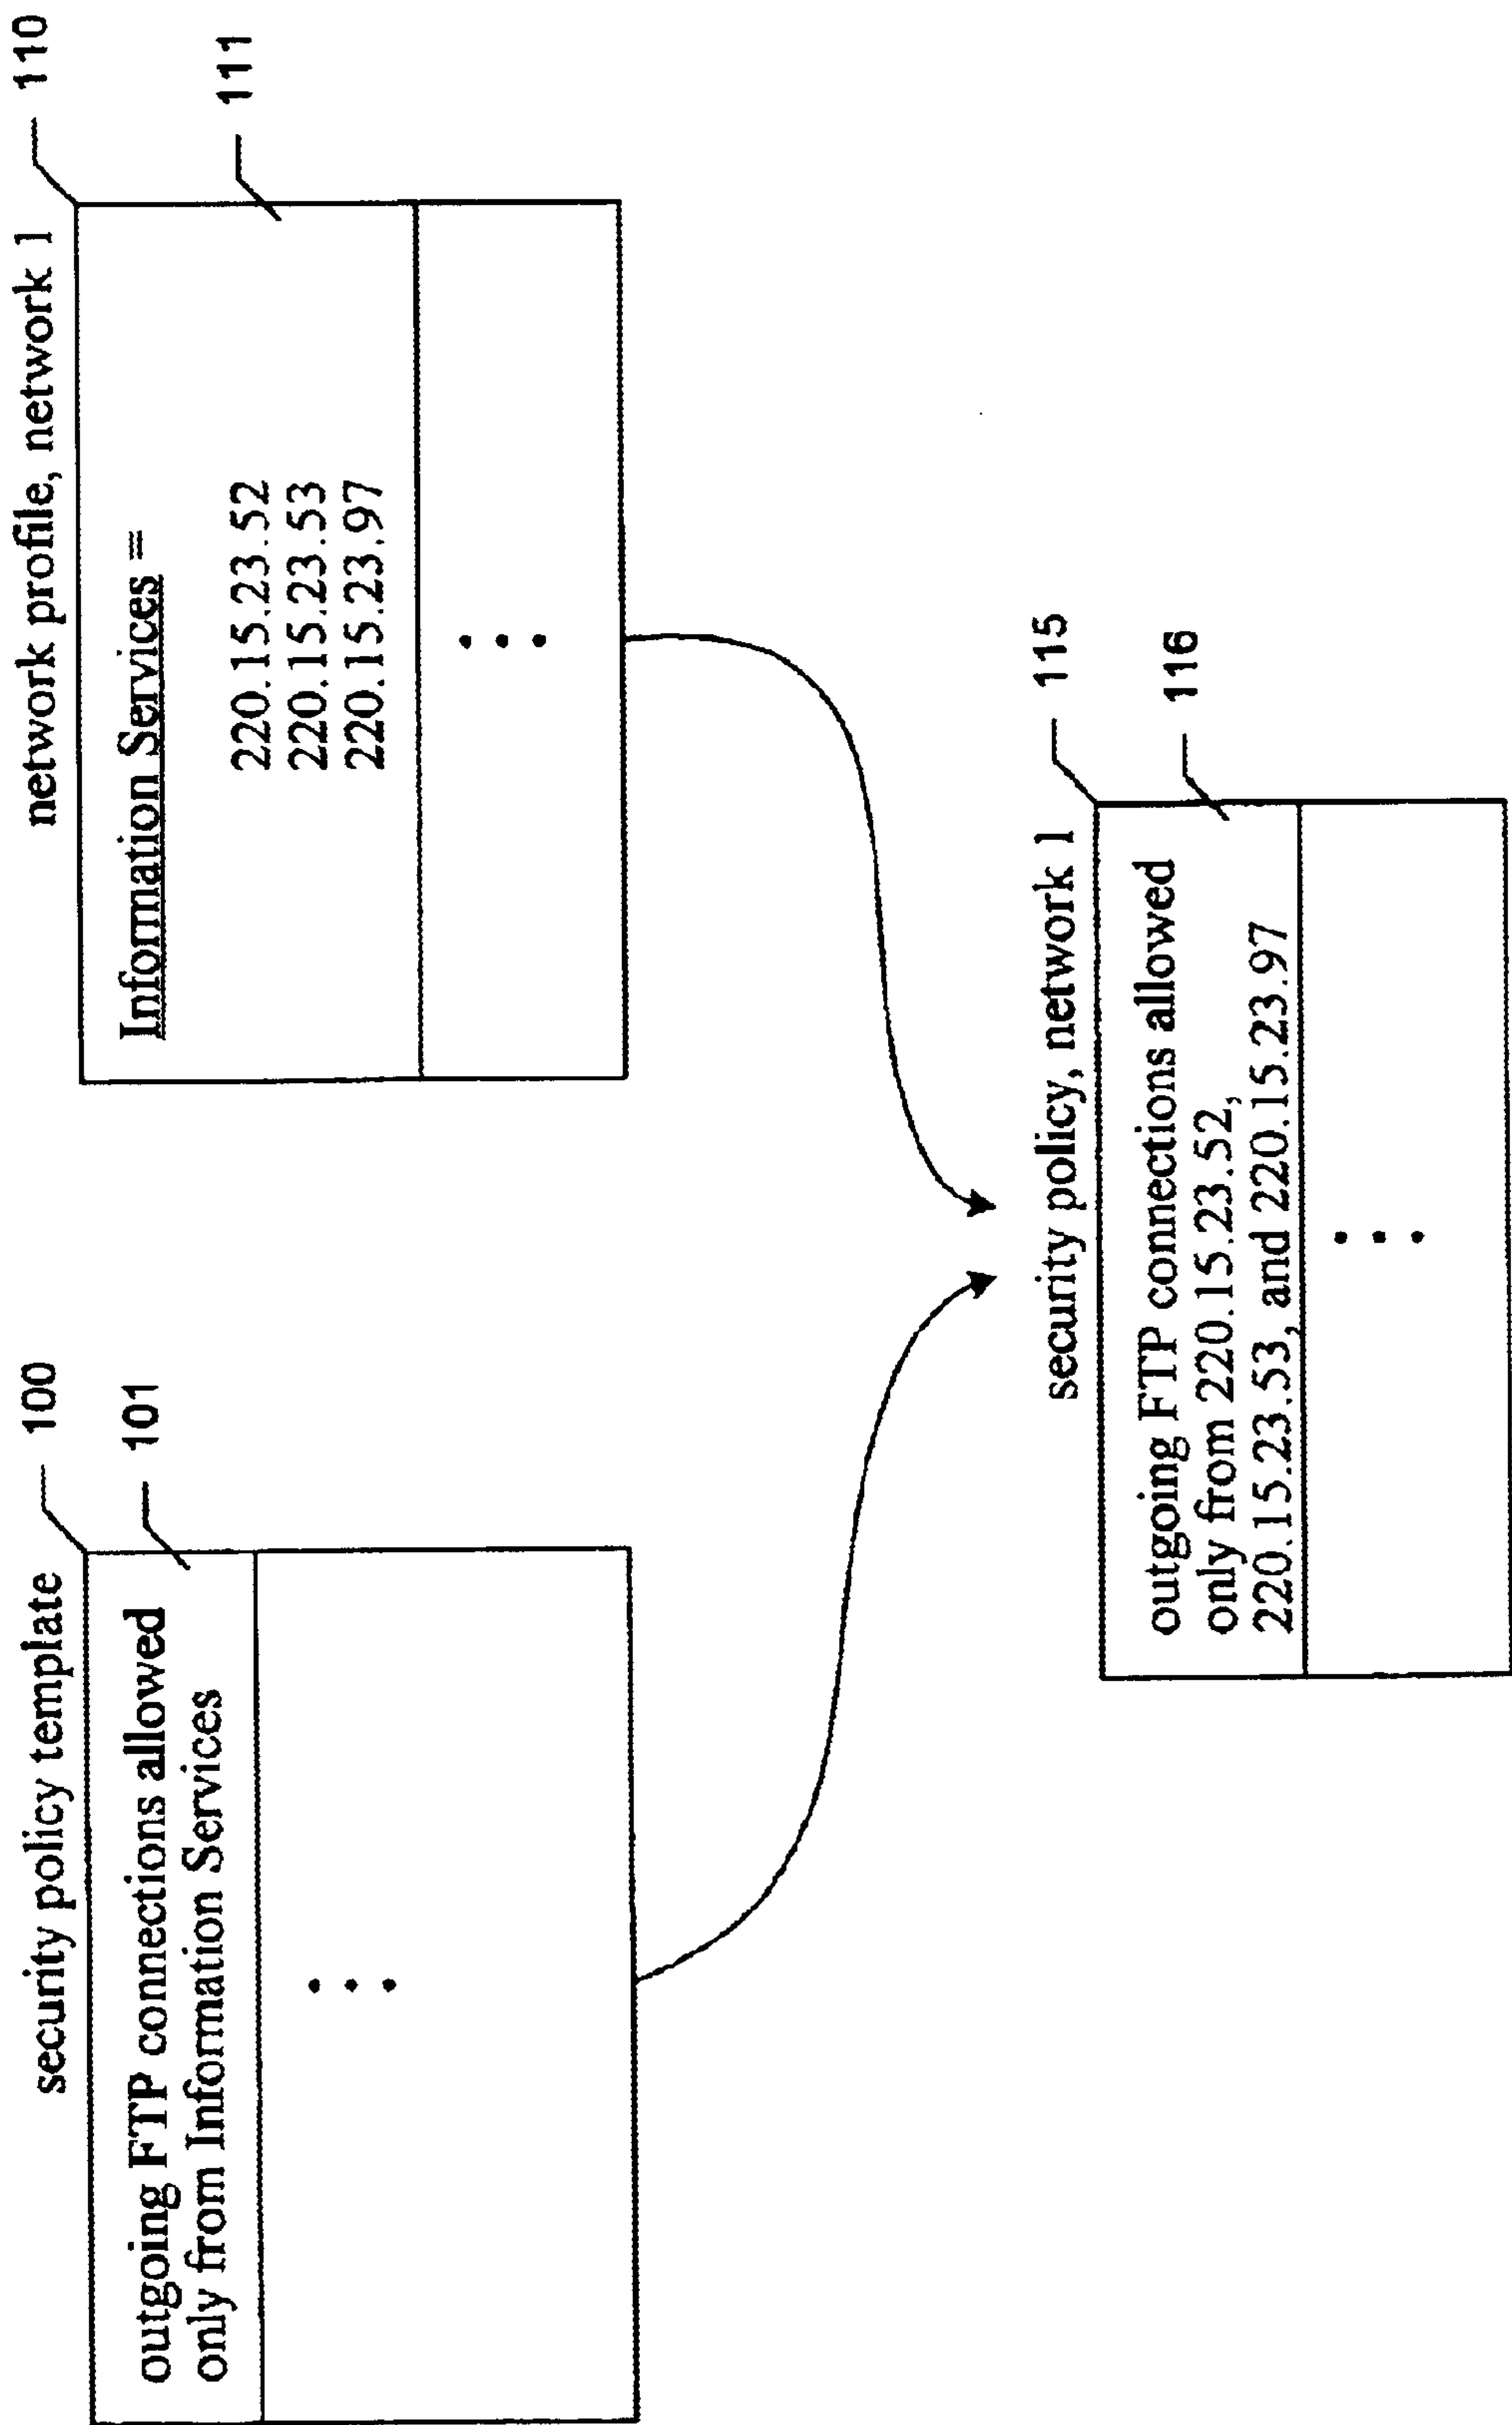 security policy template
100
outgoing FTP connections allowed
only from Information Services
101
network profile, network 1
110
Information Services =
111
220.15.23.52
220.15.23.53
220.15.23.97
security policy, network 1
115
outgoing FTP connections allowed
only from 220.15.23.52,
220.15.23.53, and 220.15.23.97
116